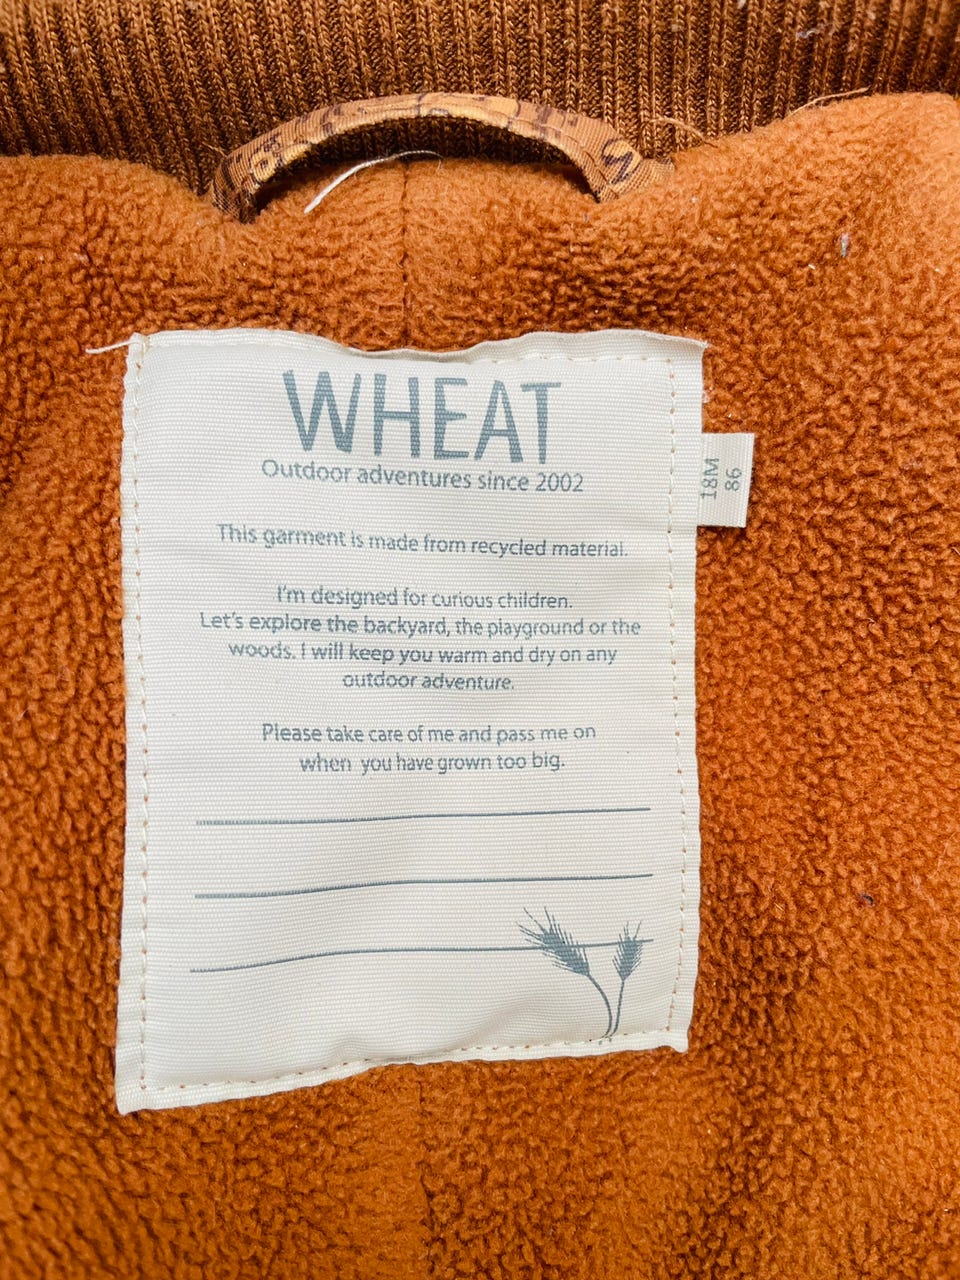 WHEAT
Outdoor adventures since 2002
18M
86
This garment is made from recycled material.
I'm designed for curious children.
Let's explore the backyard, the playground or the
woods. I will keep you warm and dry on any
outdoor adventure.
Please take care of me and pass me on
when you have grown too big.